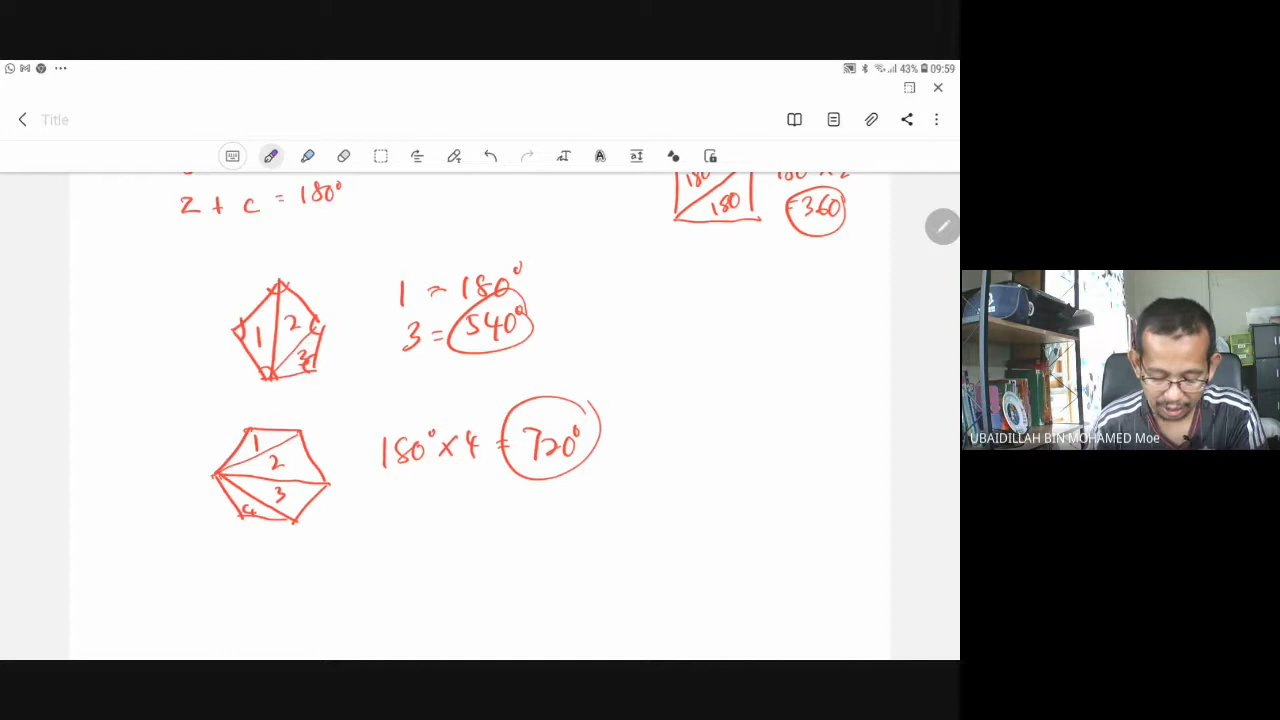 43% 09:59
Title
z + c = 180°
180
180
180 × 2
= 360
1 = 180°
3 = 540°
1
2
3
180° × 4 = 720°
1
2
3
4
UBAIDILLAH BIN MOHAMED Moe